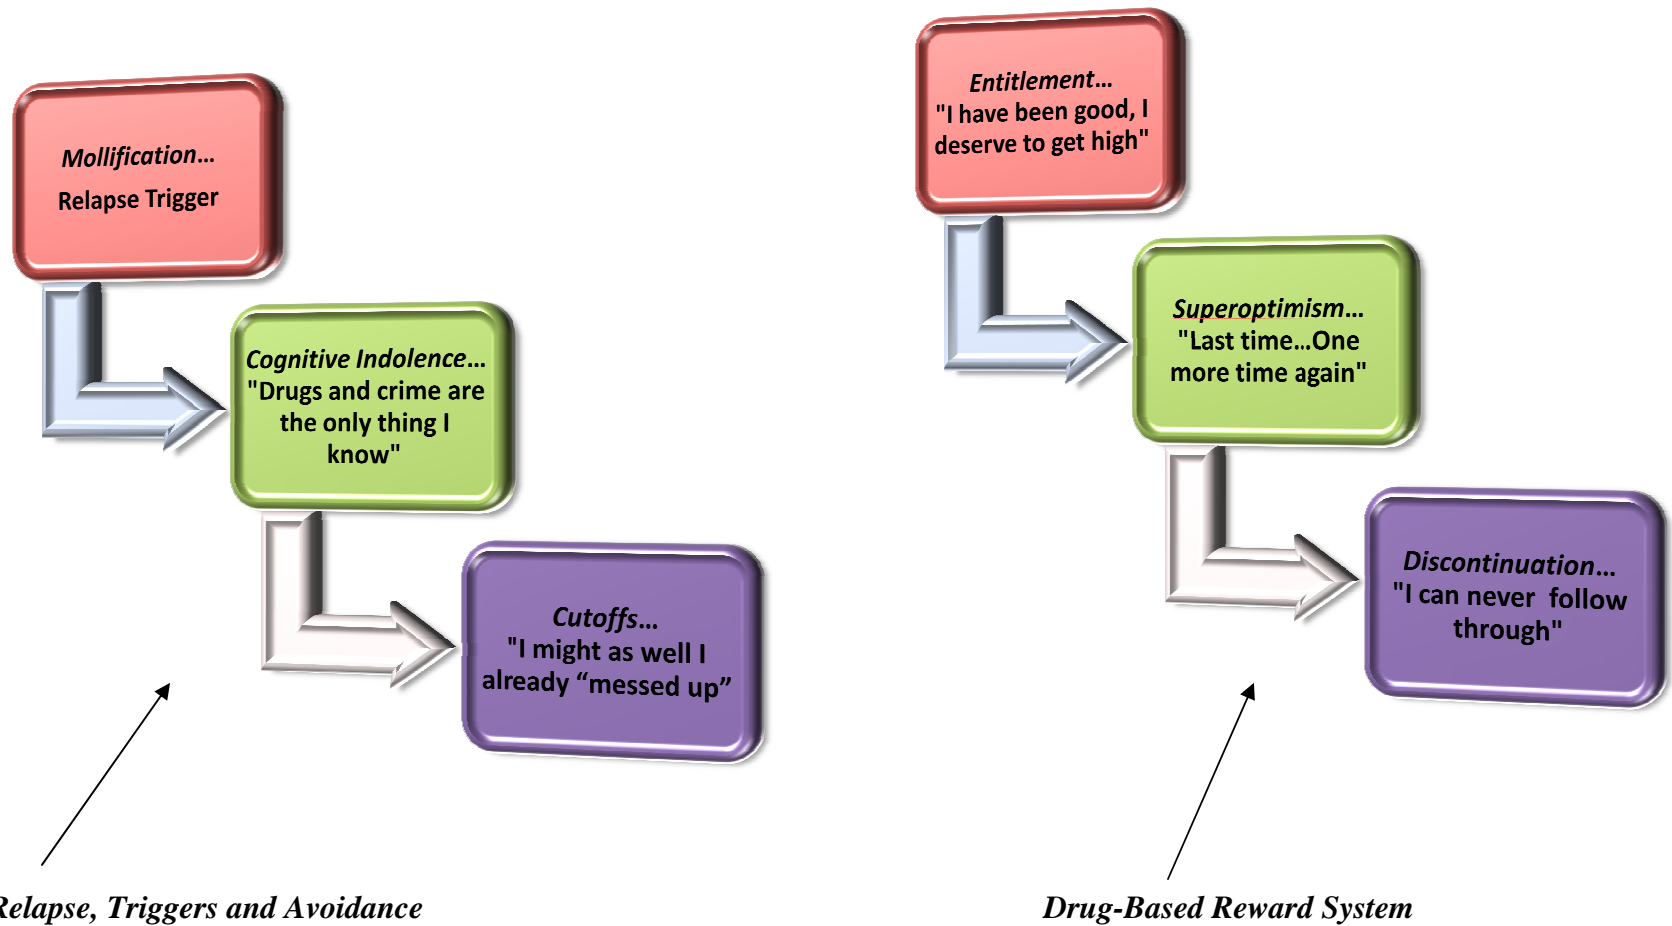 Mollification...
Relapse Trigger
Cognitive Indolence...
"Drugs and crime are
the only thing I
know"
Cutoffs...
"I might as well I
already “messed up”
Relapse, Triggers and Avoidance
Entitlement...
"I have been good, I
deserve to get high"
Superoptimism...
"Last time...One
more time again"
Discontinuation...
"I can never  follow
through"
Drug-Based Reward System